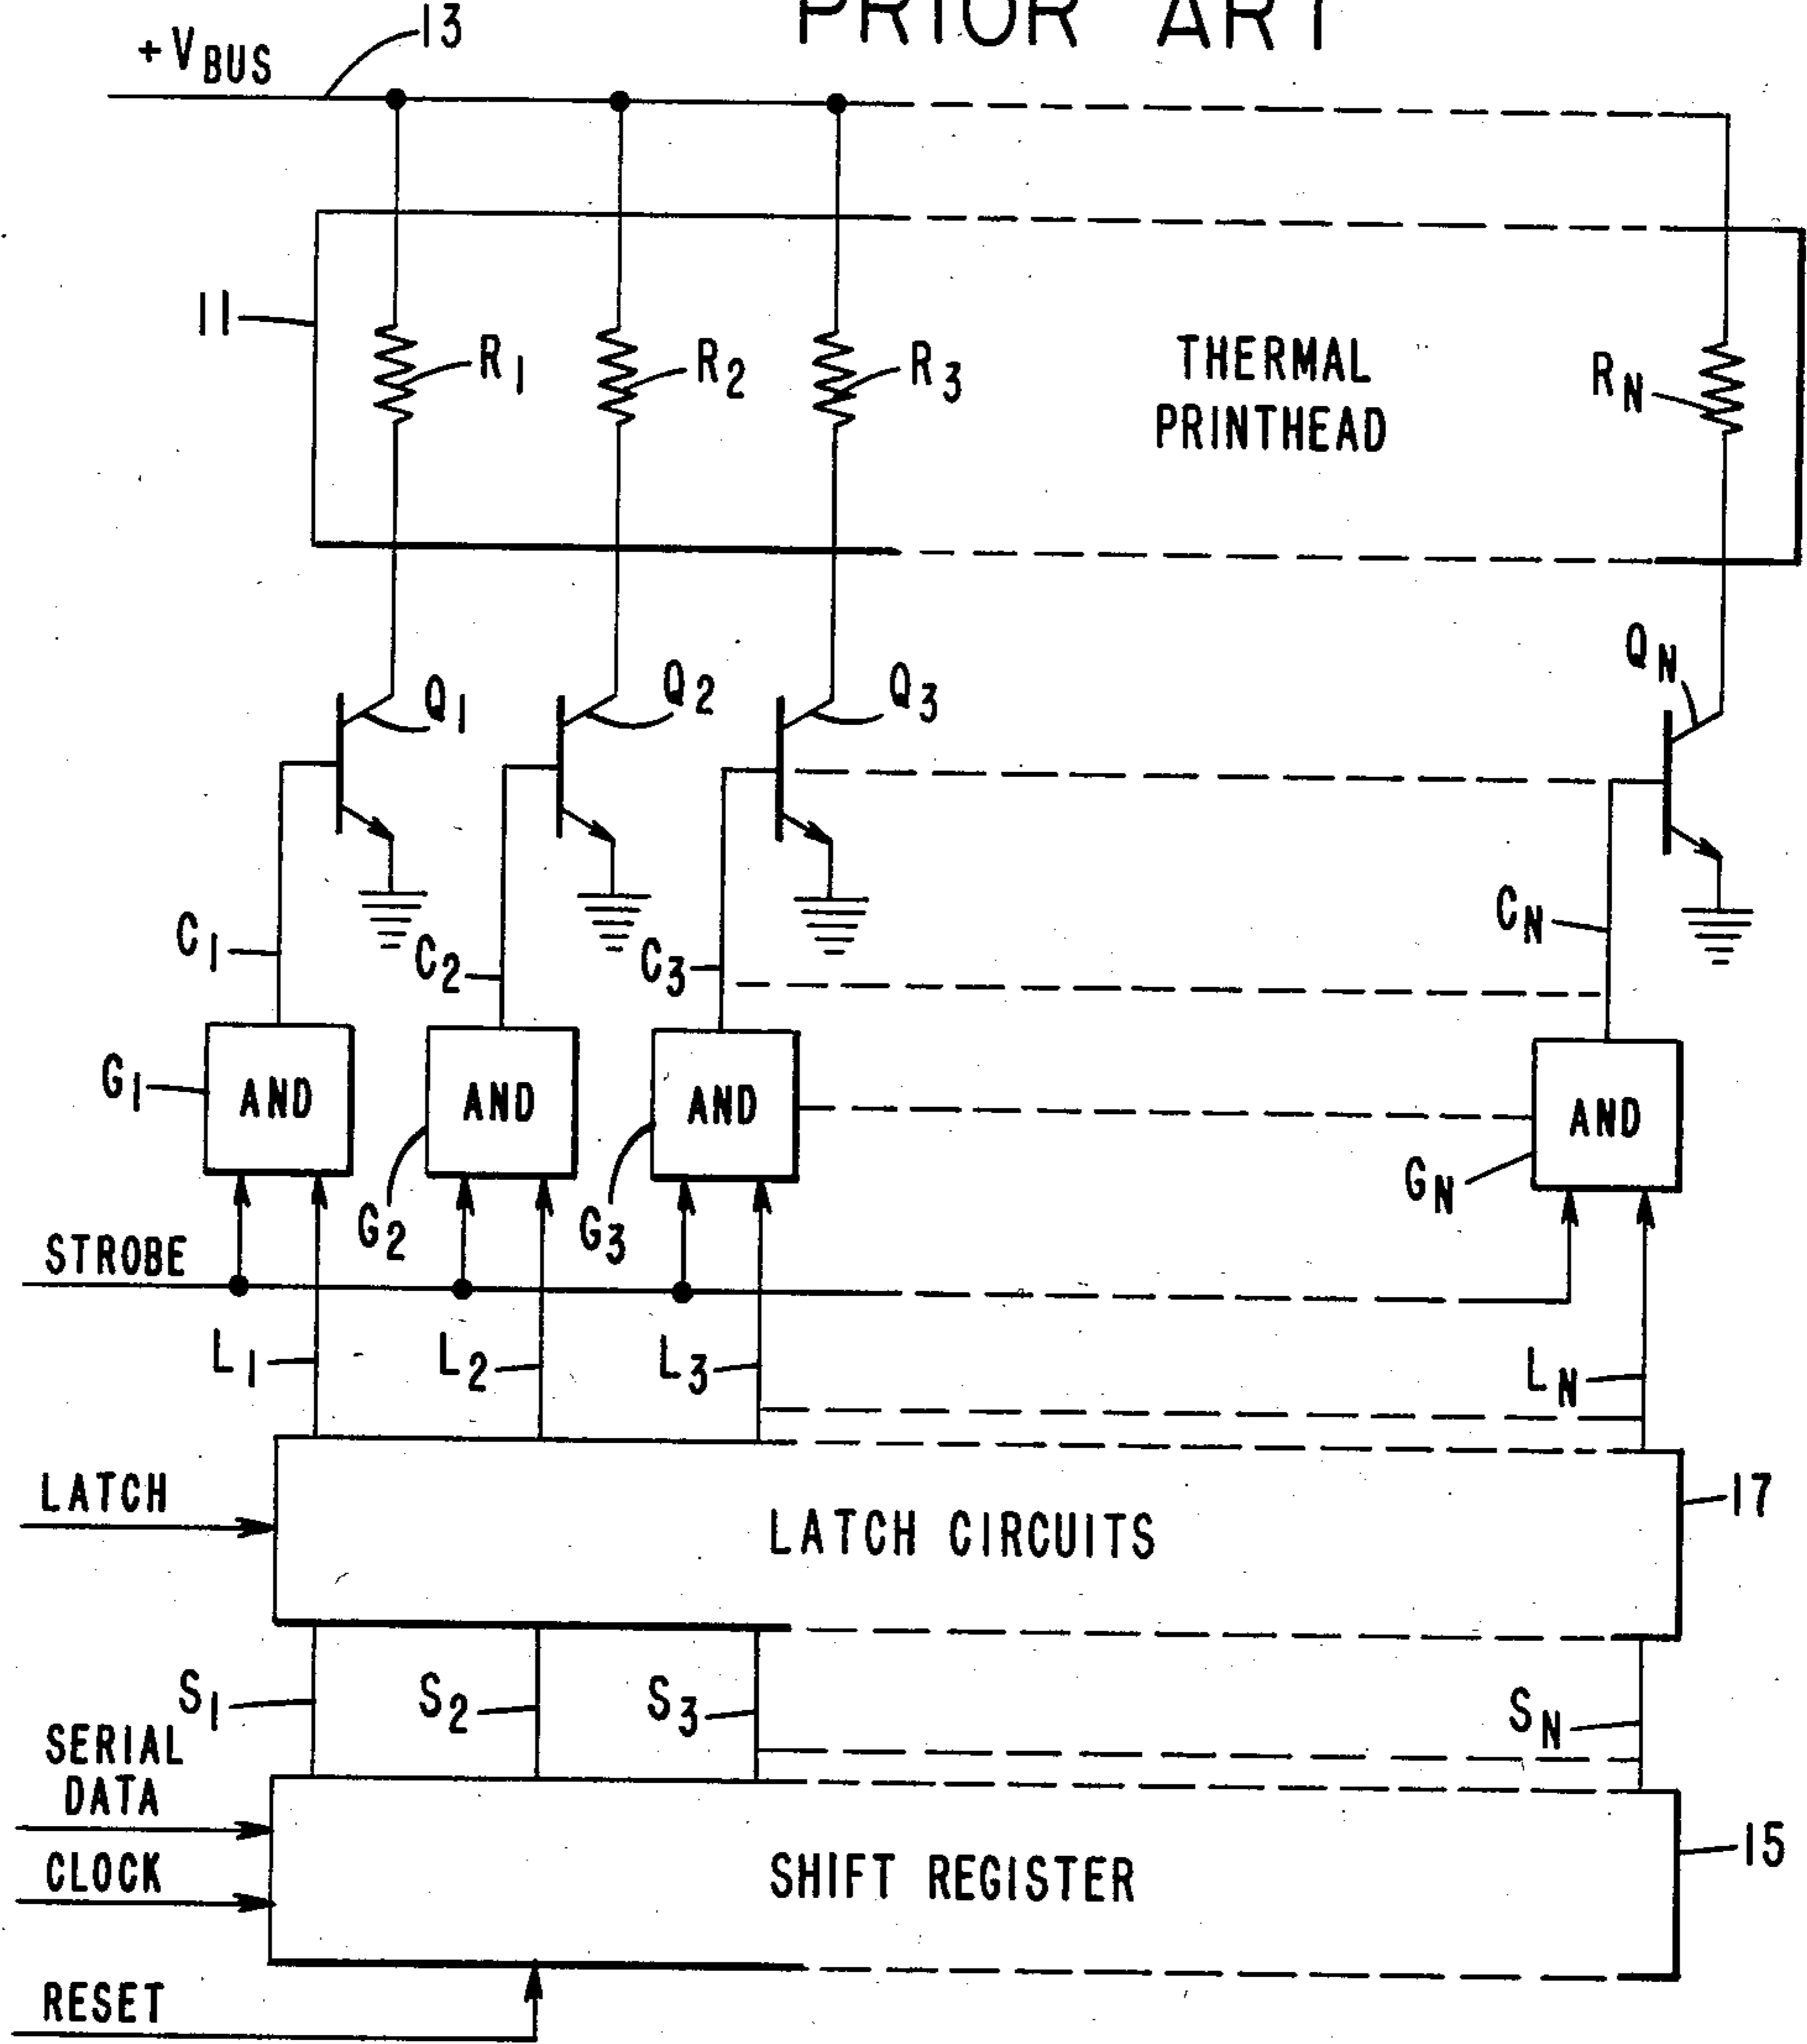 PRIOR ART
+VBUS
13
11
R1
R2
R3
THERMAL
PRINTHEAD
RN
Q1
Q2
Q3
QN
C1
C2
C3
CN
G1
AND
AND
AND
AND
G2
G3
GN
STROBE
L1
L2
L3
LN
LATCH
LATCH CIRCUITS
17
S1
S2
S3
SN
SERIAL
DATA
CLOCK
SHIFT REGISTER
15
RESET